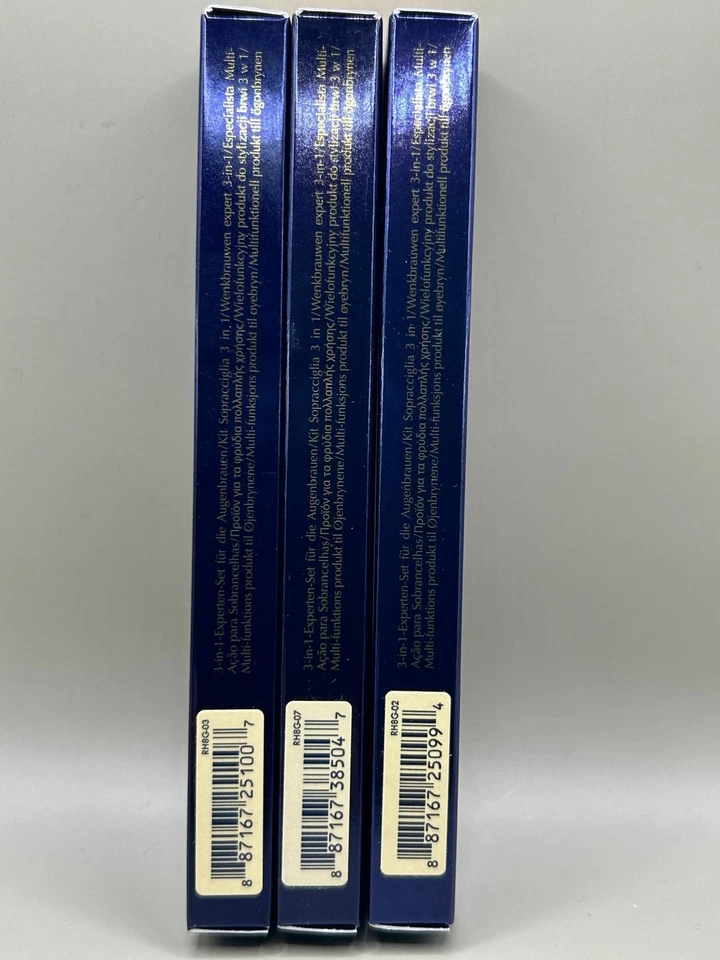 3-in-1-Experten-Set für die Augenbrauen/Kit Sopracciglia 3 in 1/Wenkbrauwen expert 3-in-1/Especialista Multi-
Ação para Sobrancelhas/Προϊόν για τα φρύδια πολλαπλής χρήσης/Wielofunkcyjny produkt do stylizacji brwi 3 w 1/
Multi-funktions produkt til Øjenbrynene/Multi-funksjons produkt til øyebryn/Multifunktionell produkt till ögonbrynen
RH8G-03
8 87167 25100 7
3-in-1-Experten-Set für die Augenbrauen/Kit Sopracciglia 3 in 1/Wenkbrauwen expert 3-in-1/Especialista Multi-
Ação para Sobrancelhas/Προϊόν για τα φρύδια πολλαπλής χρήσης/Wielofunkcyjny produkt do stylizacji brwi 3 w 1/
Multi-funktions produkt til Øjenbrynene/Multi-funksjons produkt til øyebryn/Multifunktionell produkt till ögonbrynen
RH8G-07
8 87167 38504 7
3-in-1-Experten-Set für die Augenbrauen/Kit Sopracciglia 3 in 1/Wenkbrauwen expert 3-in-1/Especialista Multi-
Ação para Sobrancelhas/Προϊόν για τα φρύδια πολλαπλής χρήσης/Wielofunkcyjny produkt do stylizacji brwi 3 w 1/
Multi-funktions produkt til Øjenbrynene/Multi-funksjons produkt til øyebryn/Multifunktionell produkt till ögonbrynen
RH8G-02
8 87167 25099 4